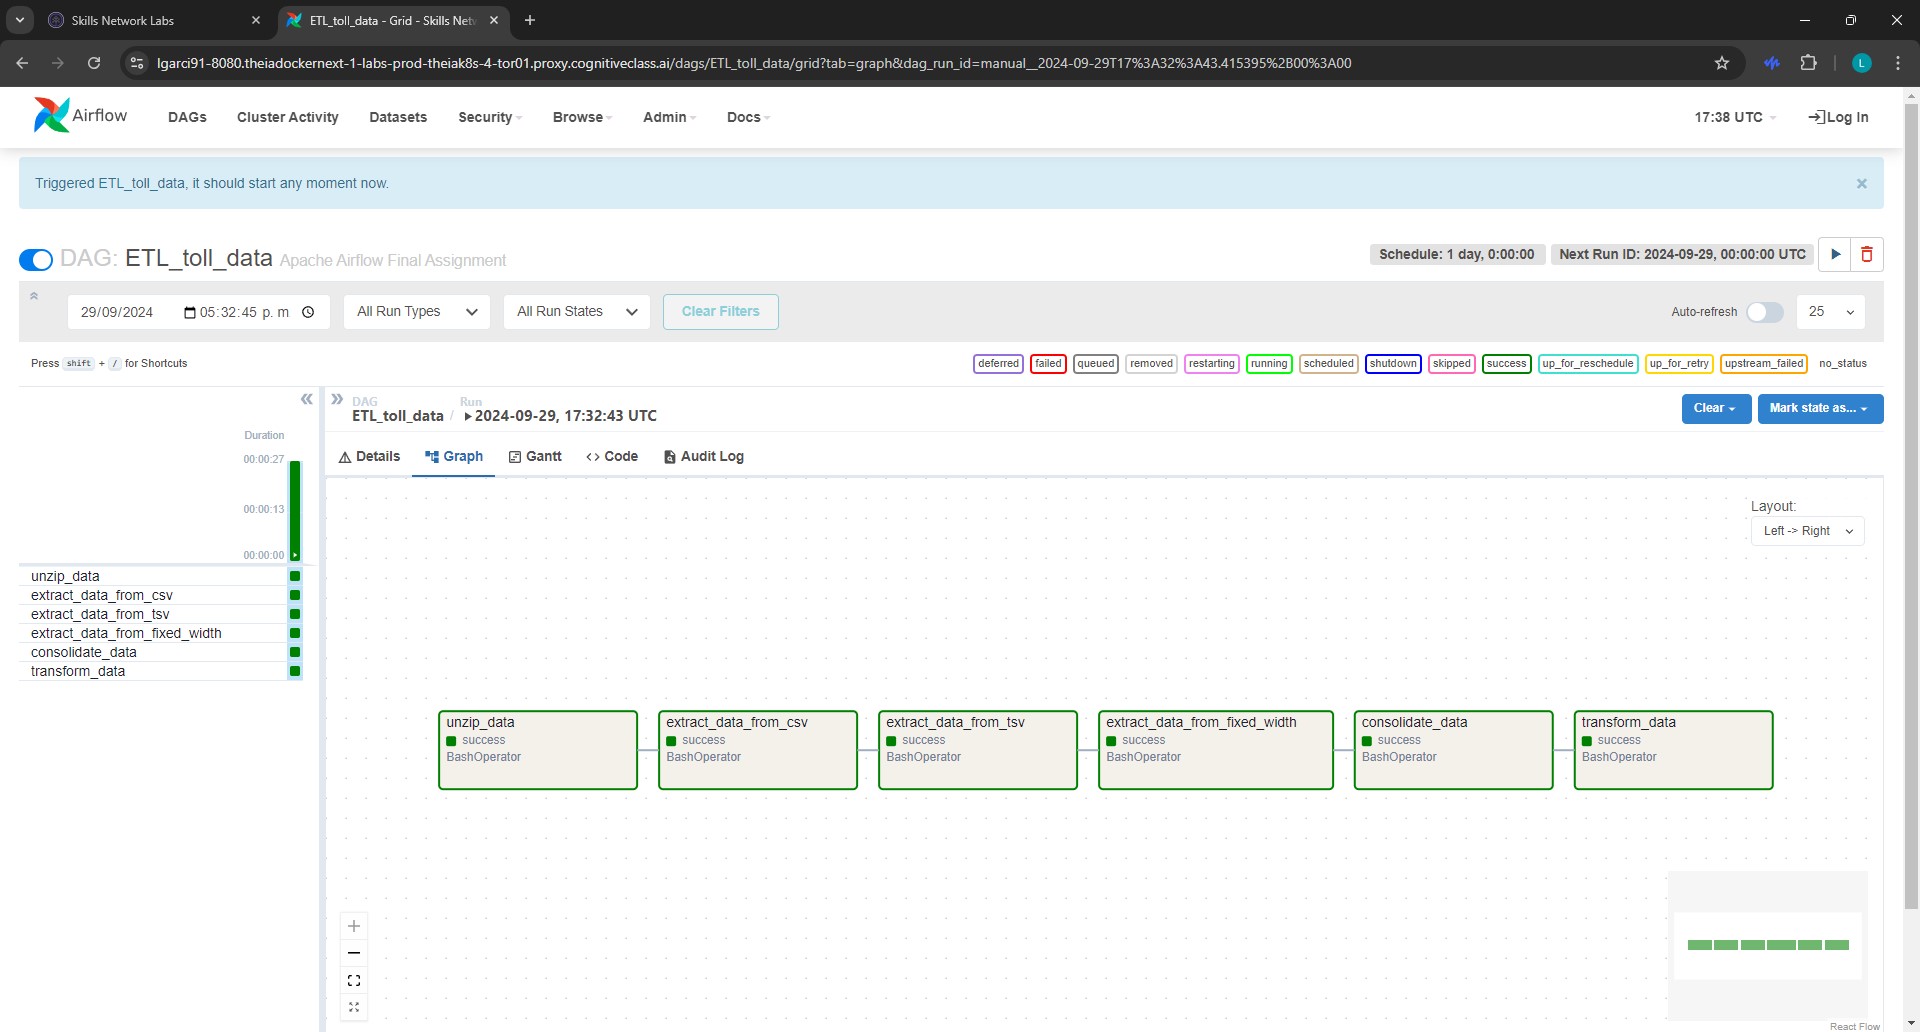 Skills Network Labs
ETL_toll_data - Grid - Skills Netw
lgarci91-8080.theiadockernext-1-labs-prod-theiak8s-4-tor01.proxy.cognitiveclass.ai/dags/ETL_toll_data/grid?tab=graph&dag_run_id=manual__2024-09-29T17%3A32%3A43.415395%2B00%3A00
L
Airflow DAGs Cluster Activity Datasets Security Browse Admin Docs 17:38 UTC Log In
Triggered ETL_toll_data, it should start any moment now.
DAG: ETL_toll_data Apache Airflow Final Assignment
Schedule: 1 day, 0:00:00 Next Run ID: 2024-09-29, 00:00:00 UTC
29/09/2024 05:32:45 p. m All Run Types All Run States Clear Filters Auto-refresh 25
Press shift + / for Shortcuts
deferred failed queued removed restarting running scheduled shutdown skipped success up_for_reschedule up_for_retry upstream_failed no_status
DAG Run
ETL_toll_data / 2024-09-29, 17:32:43 UTC
Clear Mark state as...
Duration
00:00:27
00:00:13
00:00:00
unzip_data
extract_data_from_csv
extract_data_from_tsv
extract_data_from_fixed_width
consolidate_data
transform_data
Details Graph Gantt Code Audit Log
Layout:
Left -> Right
unzip_data
success
BashOperator
extract_data_from_csv
success
BashOperator
extract_data_from_tsv
success
BashOperator
extract_data_from_fixed_width
success
BashOperator
consolidate_data
success
BashOperator
transform_data
success
BashOperator
React Flow